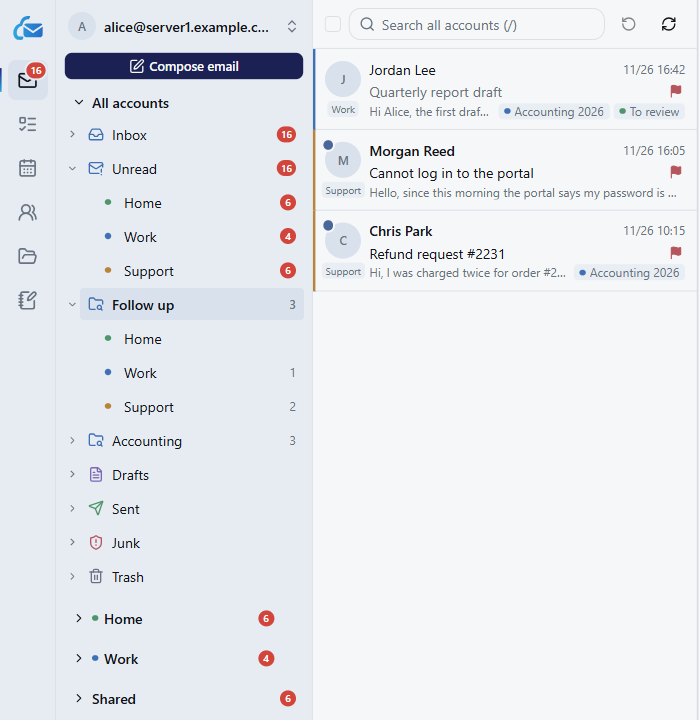 A alice@server1.example.c...
Compose email
16
All accounts
Inbox 16
Unread 16
Home 6
Work 4
Support 6
Follow up 3
Home
Work 1
Support 2
Accounting 3
Drafts
Sent
Junk
Trash
Home 6
Work 4
Shared 6
Search all accounts (/)
J Jordan Lee 11/26 16:42
Quarterly report draft
Work Hi Alice, the first draf... Accounting 2026 To review
M Morgan Reed 11/26 16:05
Cannot log in to the portal
Support Hello, since this morning the portal says my password is ...
C Chris Park 11/26 10:15
Refund request #2231
Support Hi, I was charged twice for order #2... Accounting 2026